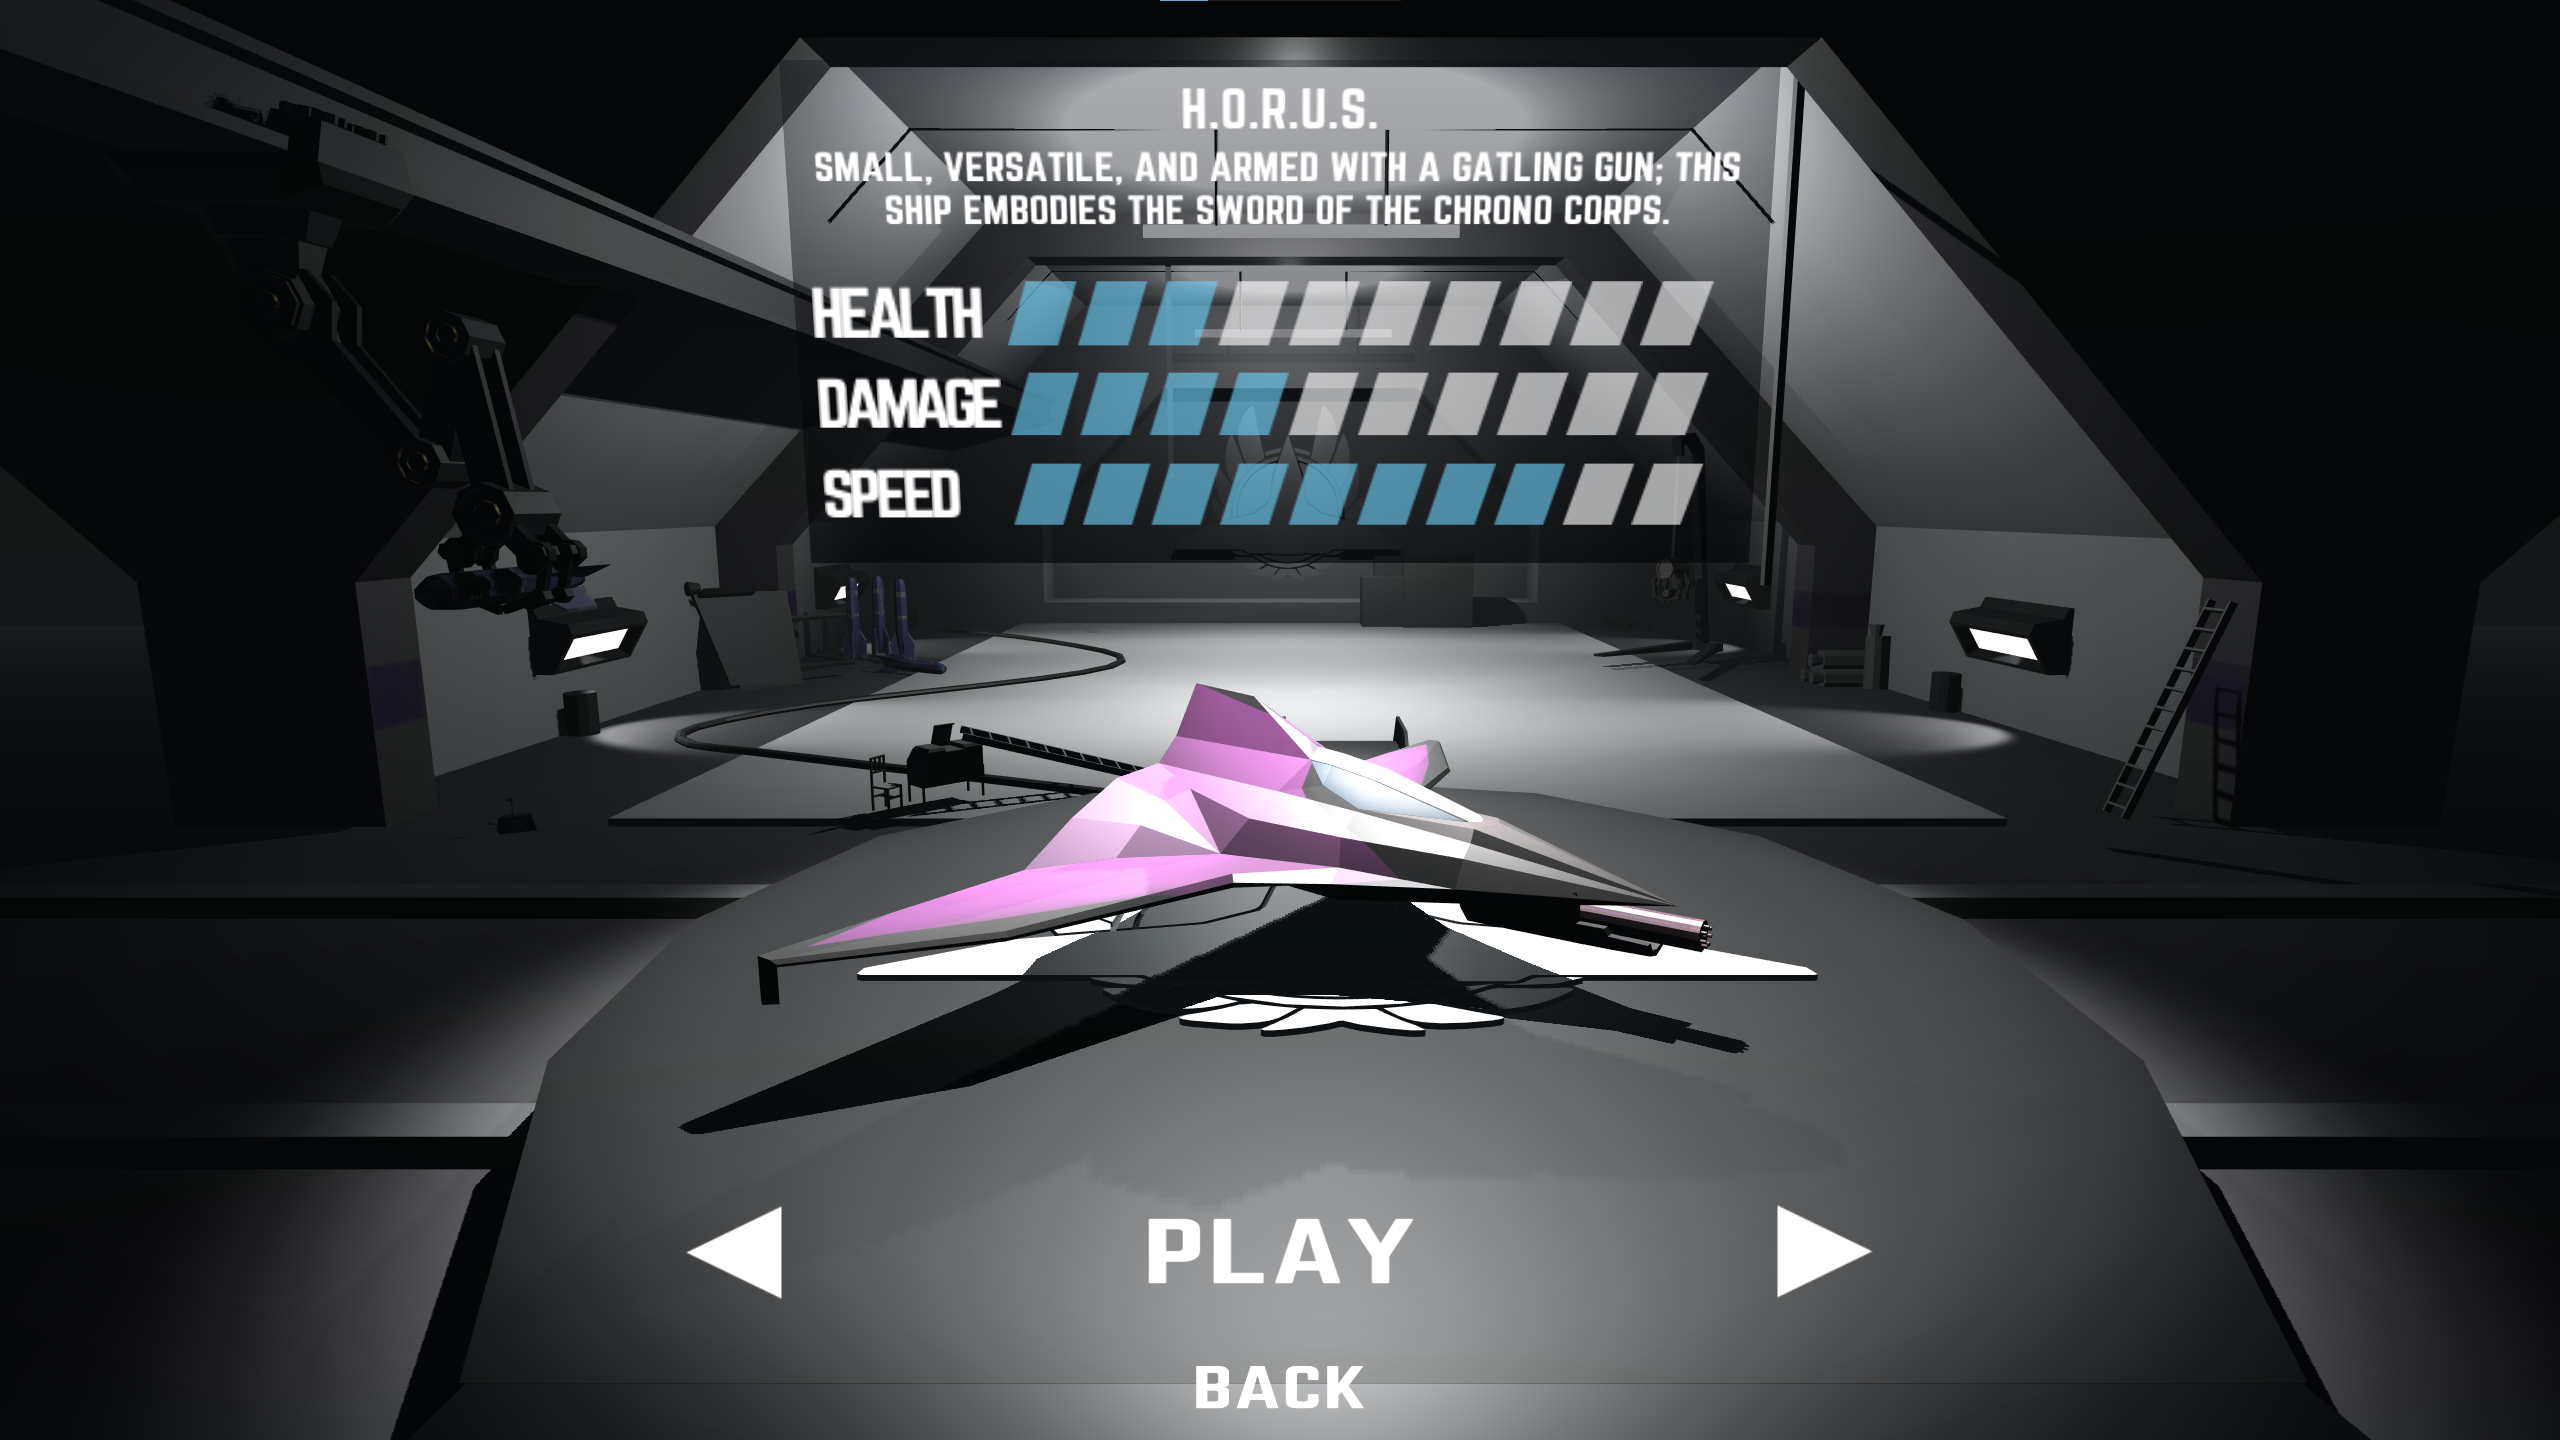 H.O.R.U.S.
SMALL, VERSATILE, AND ARMED WITH A GATLING GUN; THIS
SHIP EMBODIES THE SWORD OF THE CHRONO CORPS.
HEALTH
DAMAGE
SPEED
PLAY
BACK